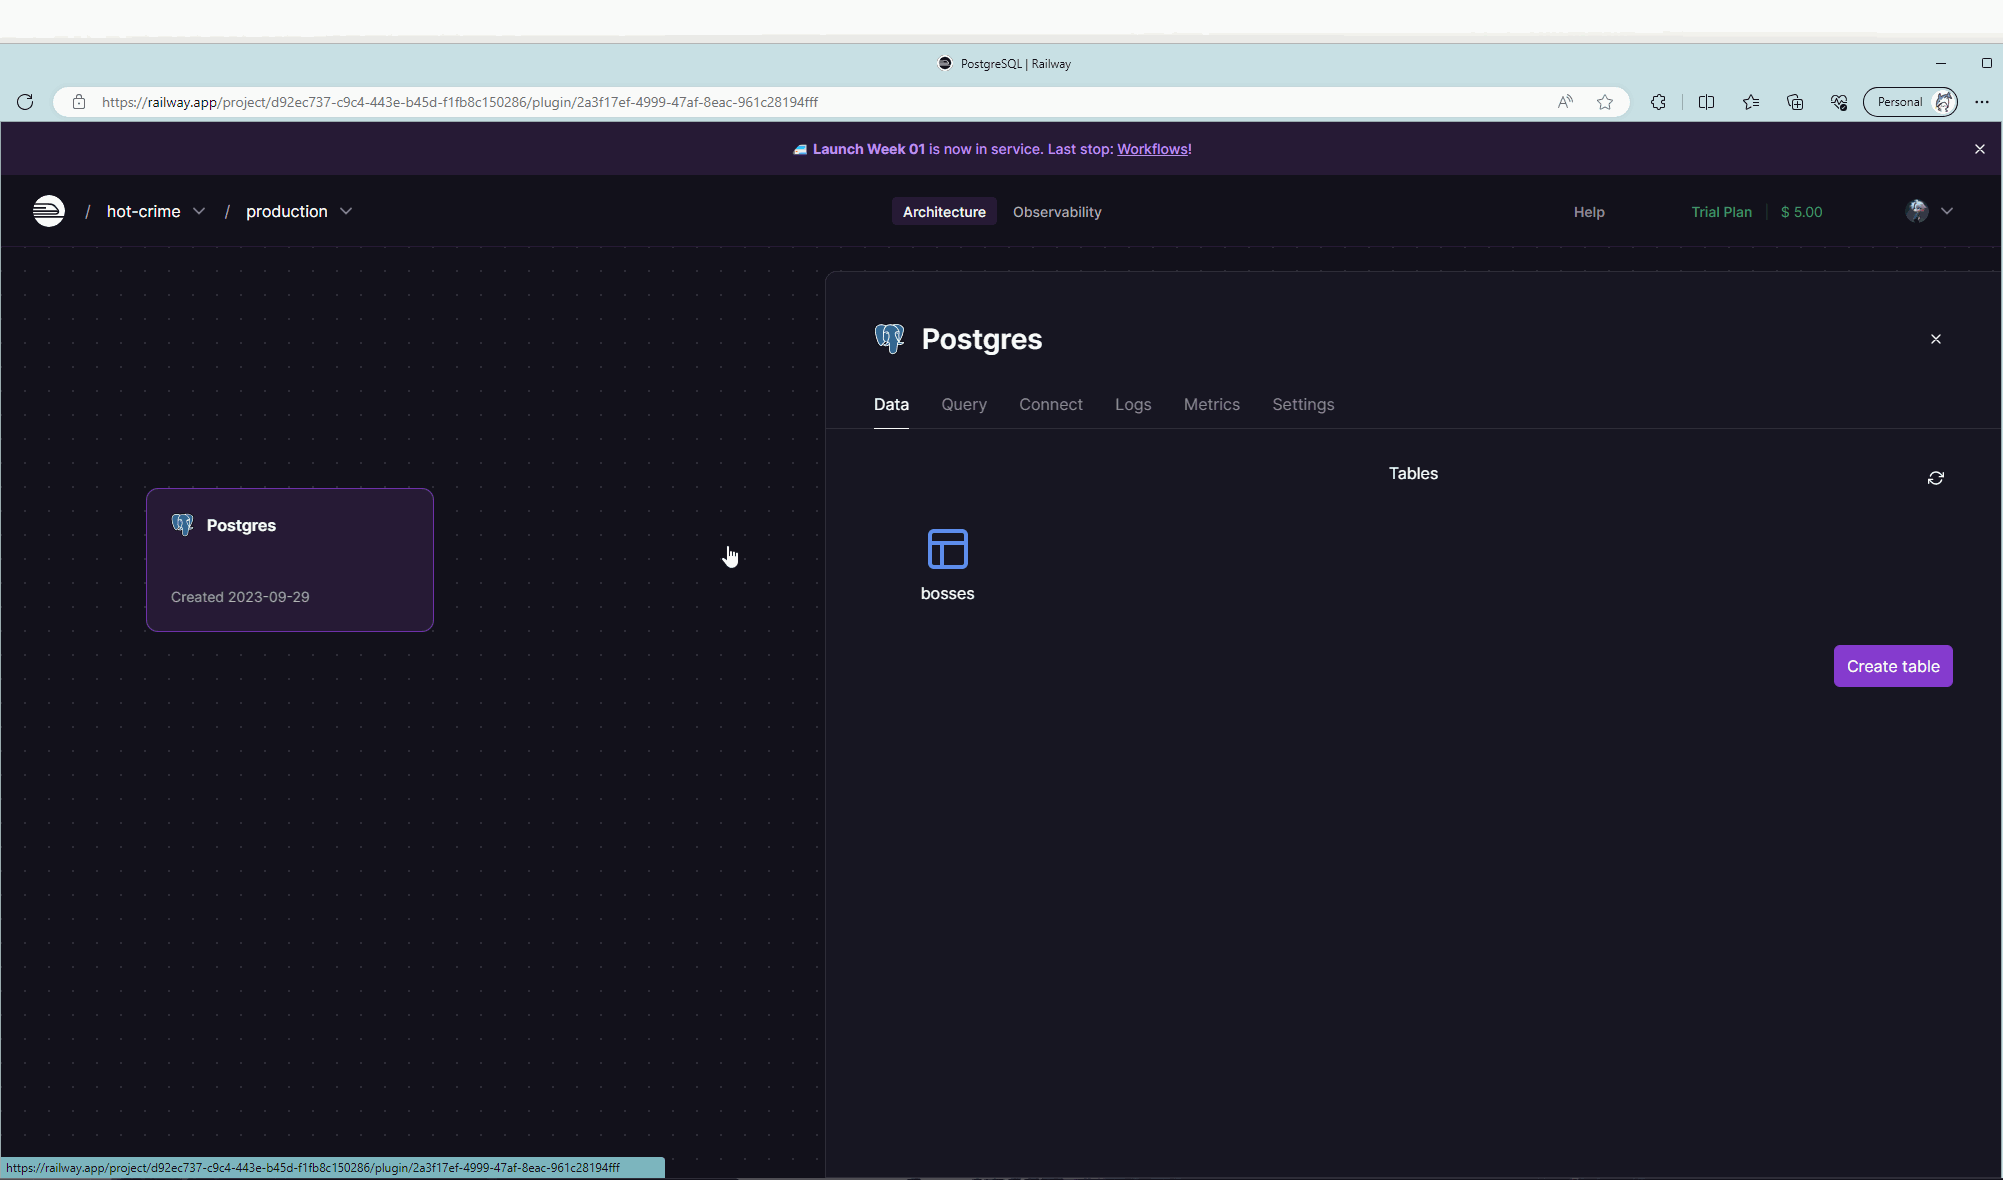 PostgreSQL | Railway
https://railway.app/project/d92ec737-c9c4-443e-b45d-f1fb8c150286/plugin/2a3f17ef-4999-47af-8eac-961c28194fff
Personal
Launch Week 01 is now in service. Last stop: Workflows!
/ hot-crime / production
Architecture Observability
Help Trial Plan $ 5.00
Postgres
Data Query Connect Logs Metrics Settings
Tables
bosses
Create table
Postgres
Created 2023-09-29
https://railway.app/project/d92ec737-c9c4-443e-b45d-f1fb8c150286/plugin/2a3f17ef-4999-47af-8eac-961c28194fff